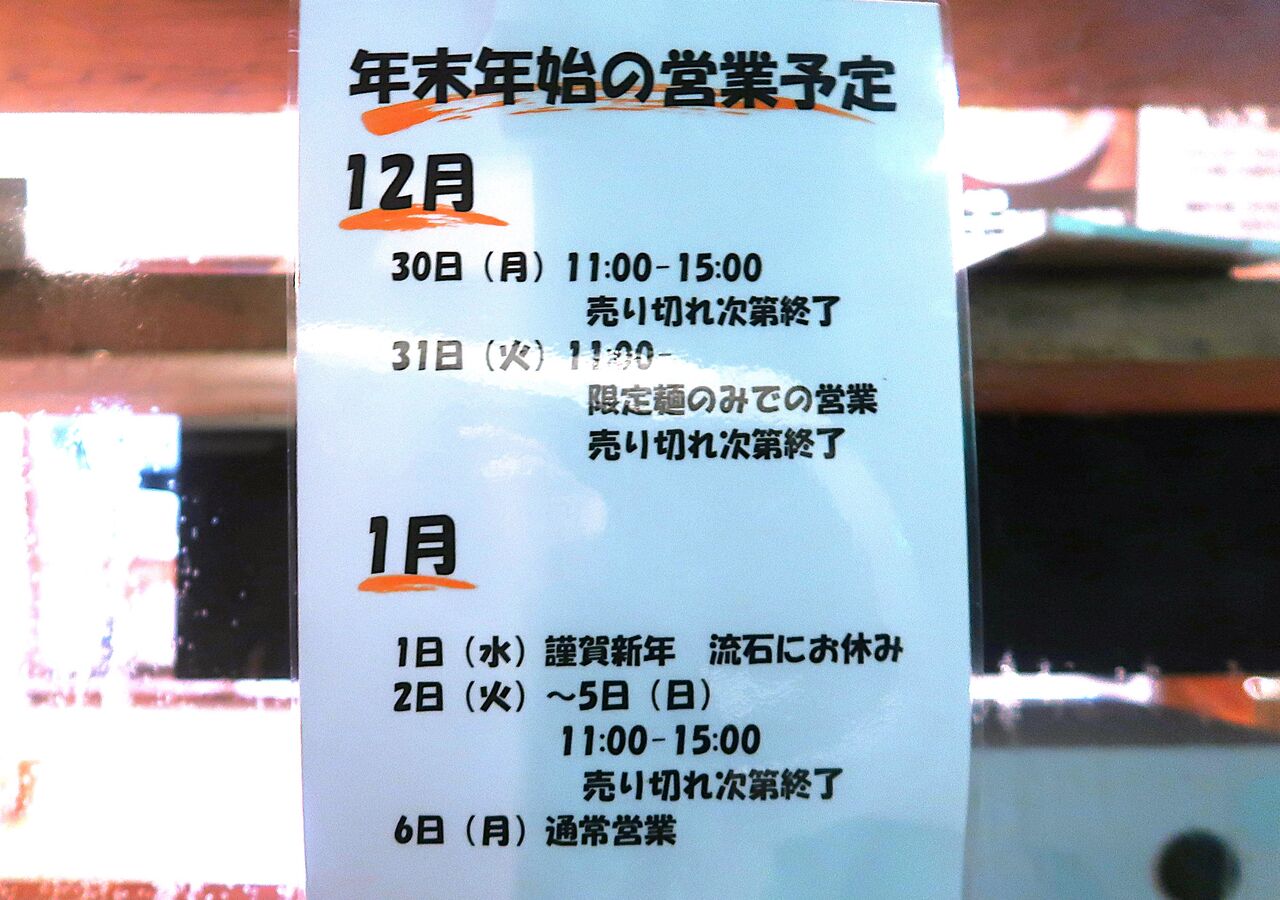 年末年始の営業予定
12月
30日（月）11:00-15:00
売り切れ次第終了
31日（火）11:00-
限定麺のみでの営業
売り切れ次第終了
1月
1日（水）謹賀新年　流石にお休み
2日（火）～5日（日）
11:00-15:00
売り切れ次第終了
6日（月）通常営業